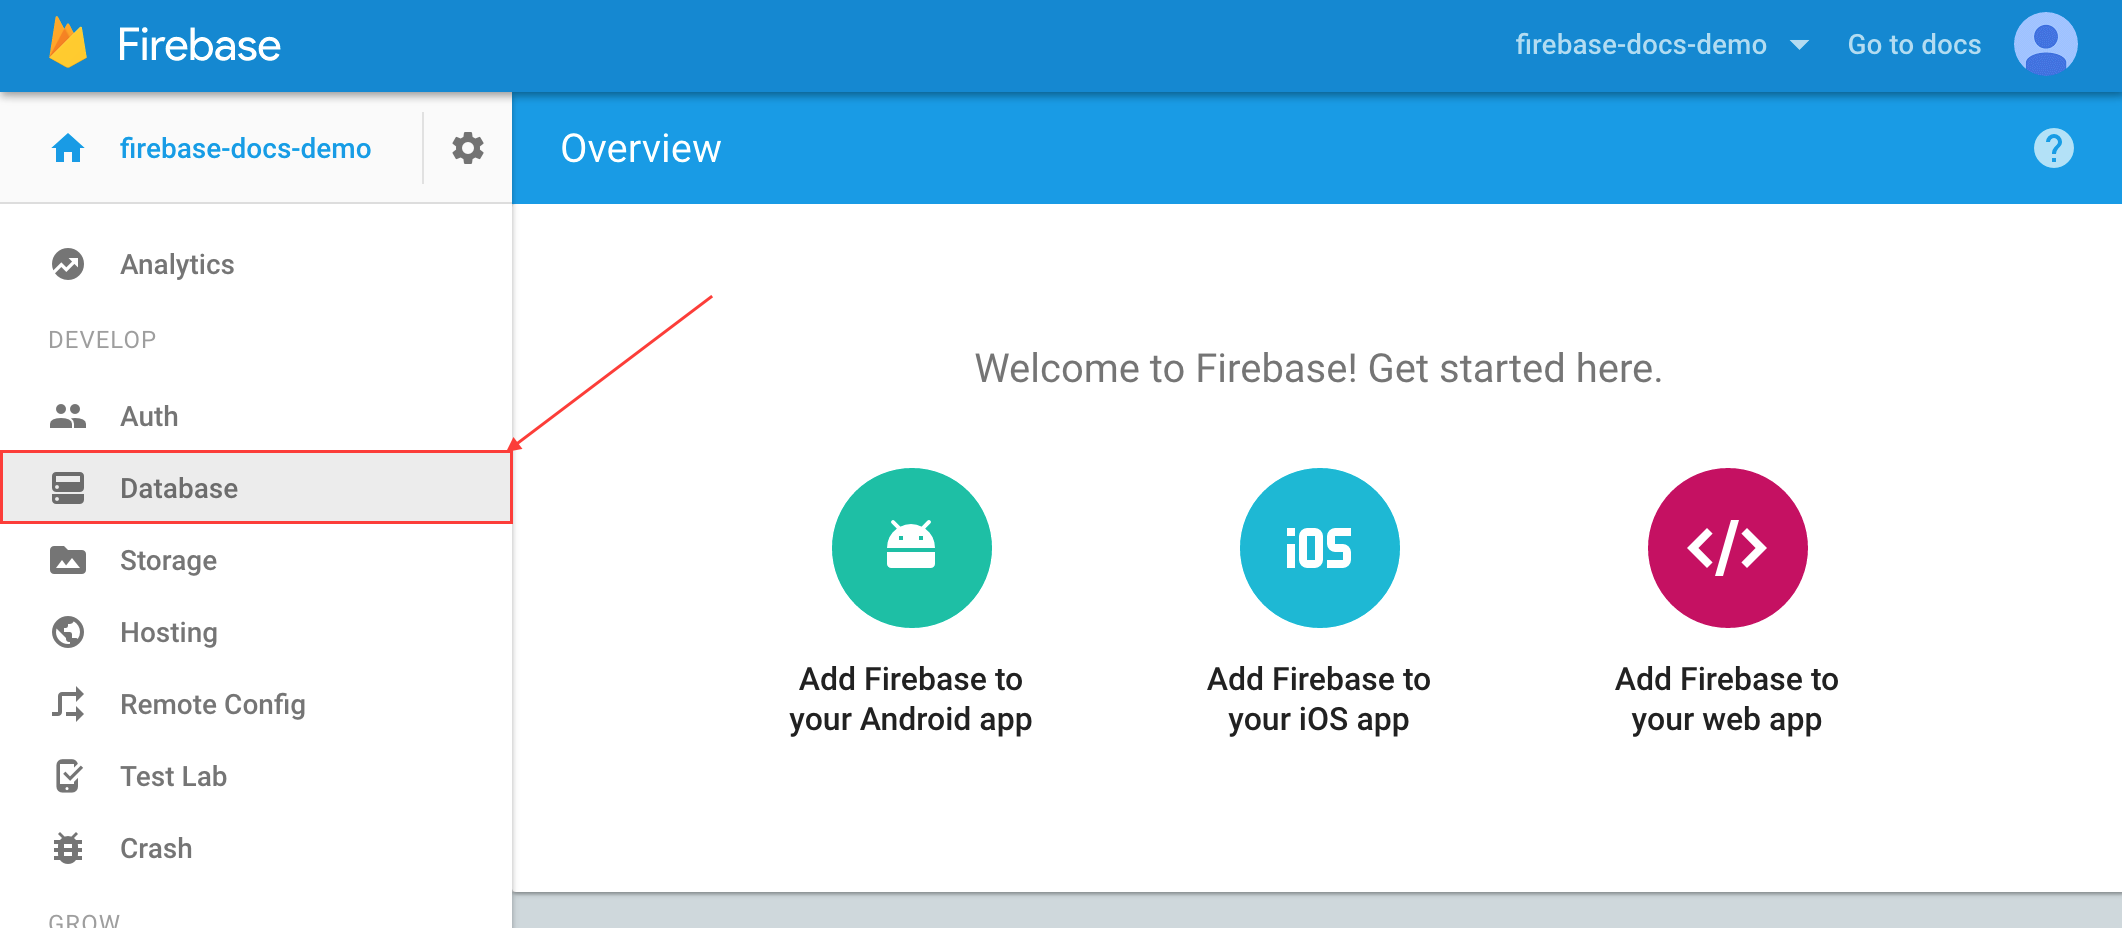 Firebase
firebase-docs-demo
Go to docs
firebase-docs-demo
Overview
?
Analytics
DEVELOP
Auth
Database
Storage
Hosting
Remote Config
Test Lab
Crash
GROW
Welcome to Firebase! Get started here.
iOS
</>
Add Firebase to
your Android app
Add Firebase to
your iOS app
Add Firebase to
your web app